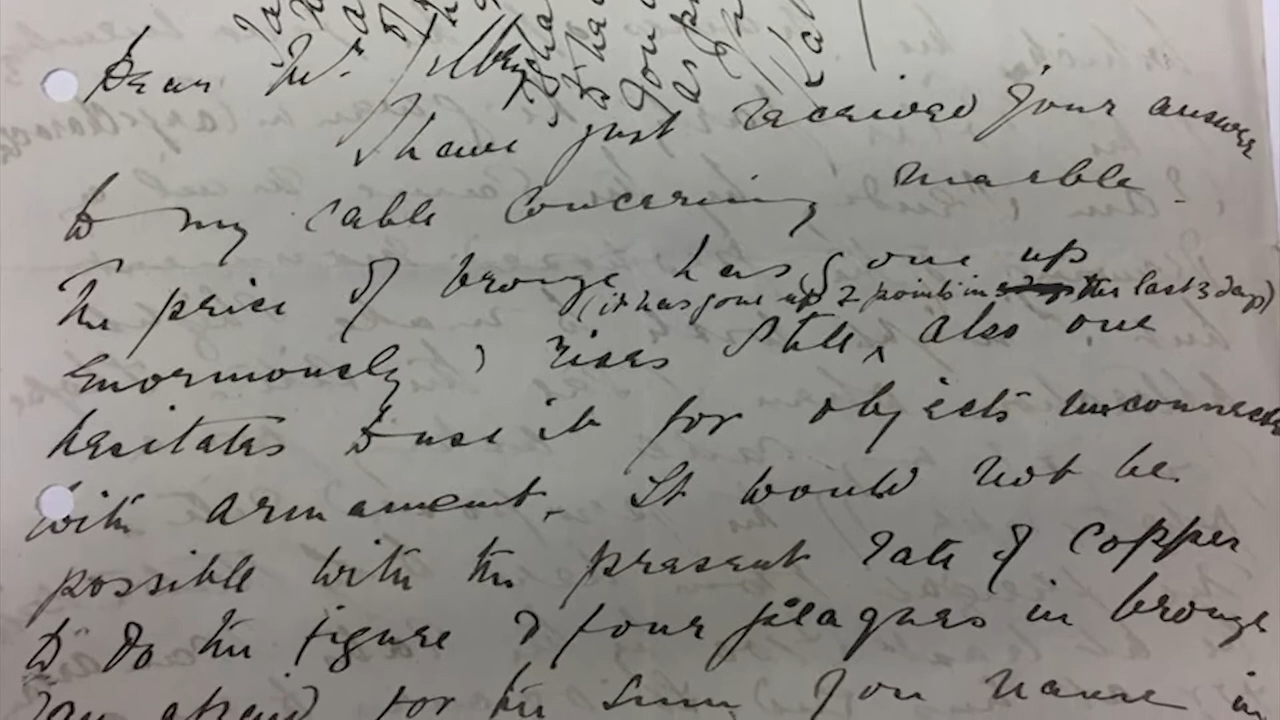 Dear Mr.
I have just received your answer
to my cable concerning marble.
The price of bronze has gone up
(it has gone up 2 points in the last 3 days)
enormously & rises still, also one
hesitates to use it for objects unconnected
with armament. It would not be
possible with the present rate of copper
to do the figure & four plaques in bronze
I am afraid for the sum you name in